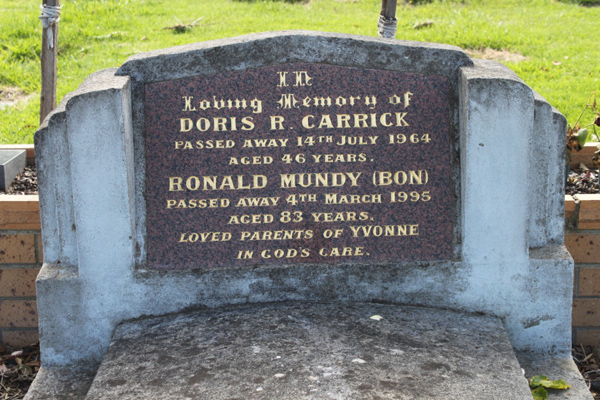 In
Loving Memory of
DORIS R. CARRICK
PASSED AWAY 14TH JULY 1964
AGED 46 YEARS.
RONALD MUNDY (BON)
PASSED AWAY 4TH MARCH 1995
AGED 83 YEARS.
LOVED PARENTS OF YVONNE
IN GOD'S CARE.